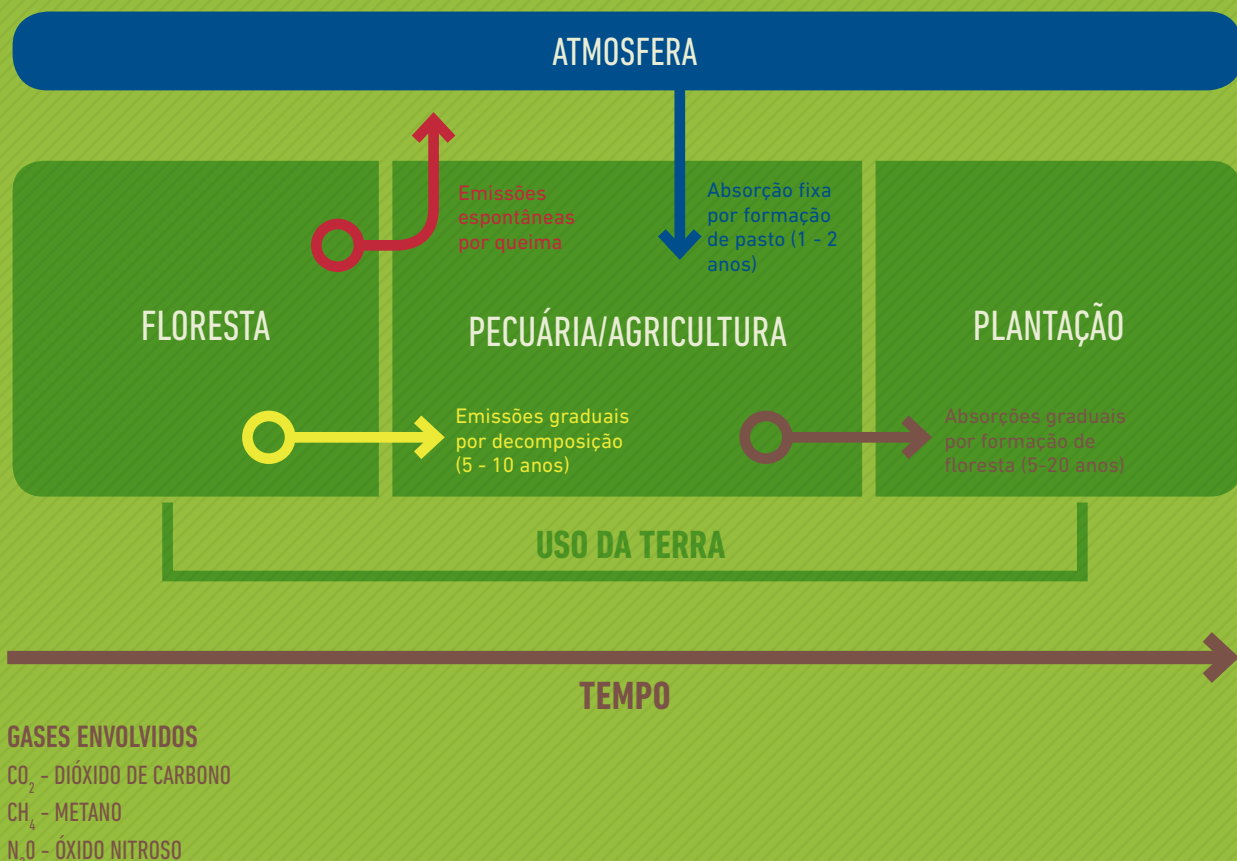 ATMOSFERA
Emissões
espontâneas
por queima
Absorção fixa
por formação
de pasto (1 - 2
anos)
FLORESTA
PECUÁRIA/AGRICULTURA
PLANTAÇÃO
Emissões graduais
por decomposição
(5 - 10 anos)
Absorções graduais
por formação de
floresta (5-20 anos)
USO DA TERRA
TEMPO
GASES ENVOLVIDOS
CO₂ - DIÓXIDO DE CARBONO
CH₄ - METANO
N₂O - ÓXIDO NITROSO